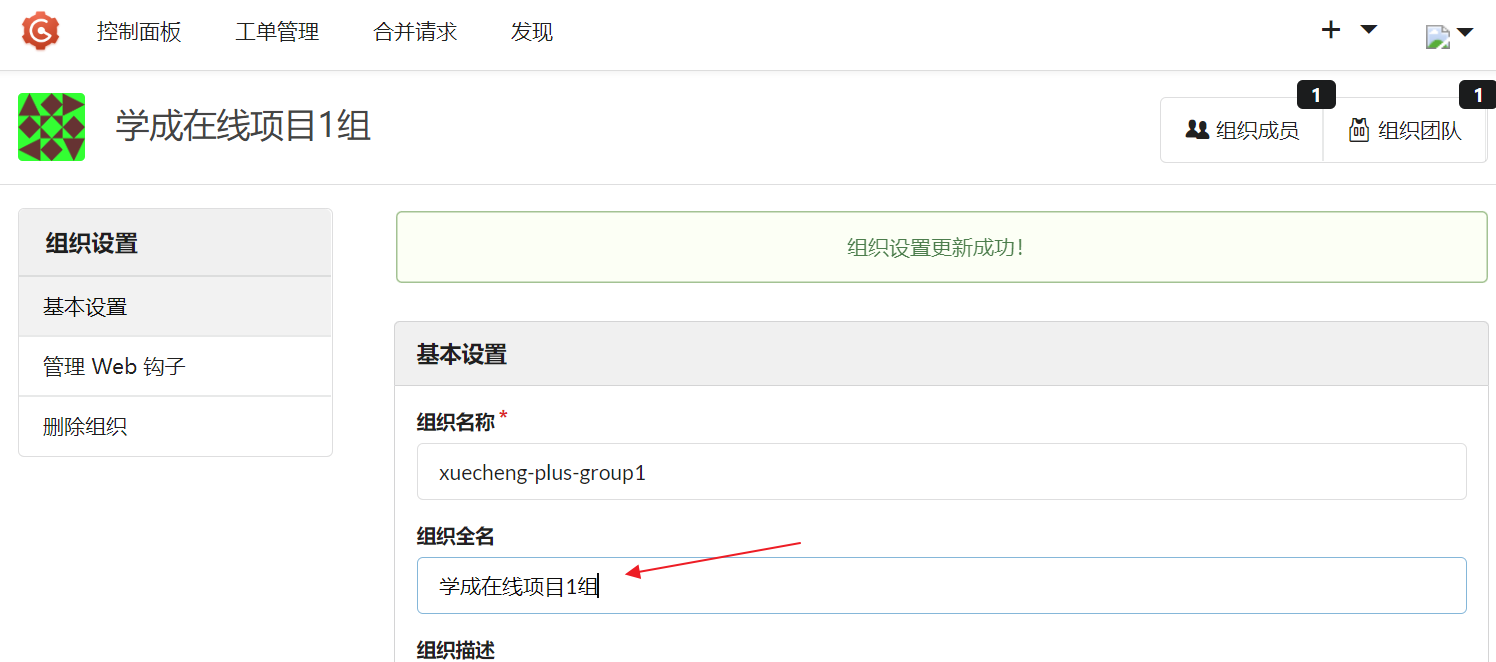 控制面板 工单管理 合并请求 发现
学成在线项目1组
1
组织成员
1
组织团队
组织设置
基本设置
管理 Web 钩子
删除组织
组织设置更新成功!
基本设置
组织名称*
xuecheng-plus-group1
组织全名
学成在线项目1组
组织描述